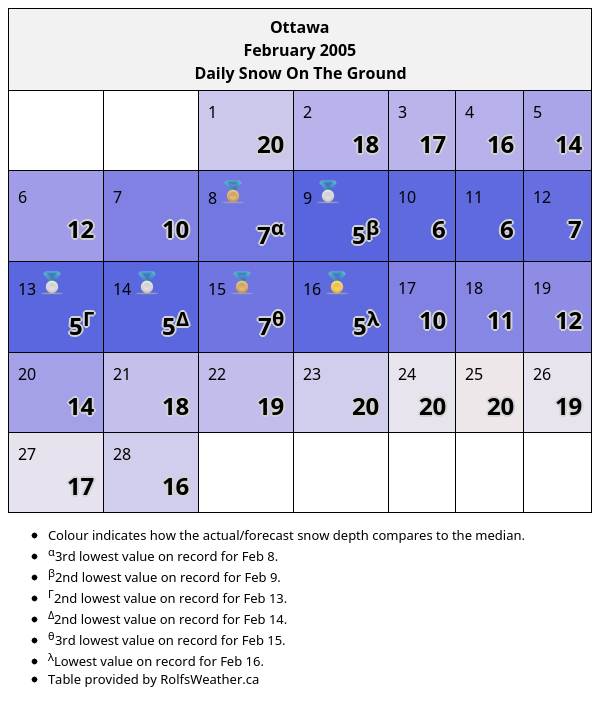 Ottawa
February 2005
Daily Snow On The Ground
1 2 3 4 5
20 18 17 16 14
6 7 8 9 10 11 12
12 10 7α 5β 6 6 7
13 14 15 16 17 18 19
5Γ 5Δ 7θ 5λ 10 11 12
20 21 22 23 24 25 26
14 18 19 20 20 20 19
27 28
17 16
• Colour indicates how the actual/forecast snow depth compares to the median.
• α3rd lowest value on record for Feb 8.
• β2nd lowest value on record for Feb 9.
• Γ2nd lowest value on record for Feb 13.
• Δ2nd lowest value on record for Feb 14.
• θ3rd lowest value on record for Feb 15.
• λLowest value on record for Feb 16.
• Table provided by RolfsWeather.ca